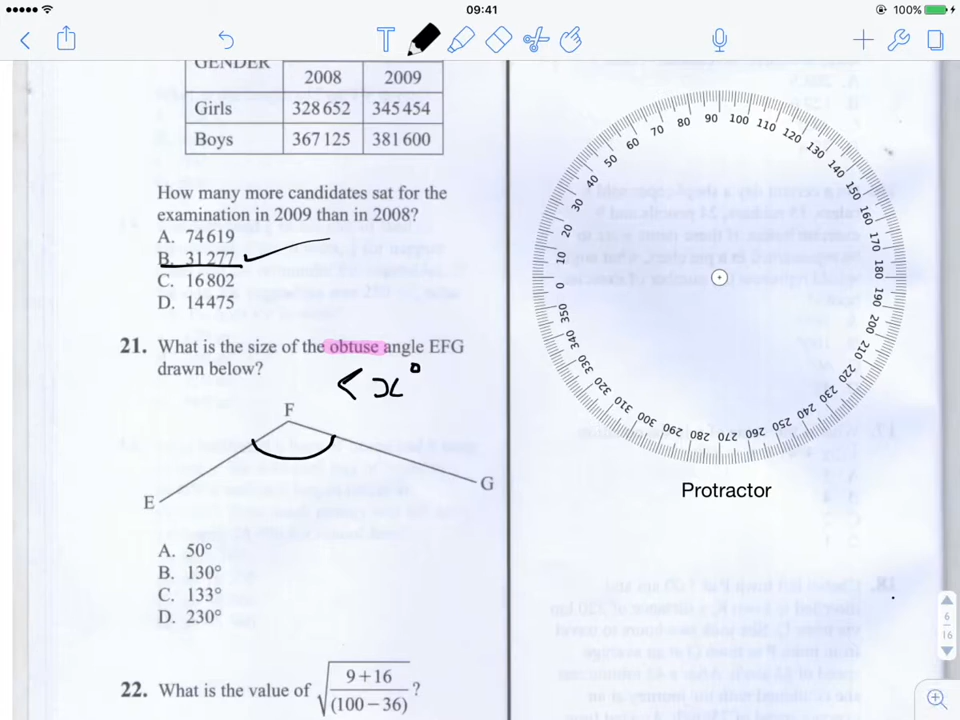 09:41
100%
GENDER
2008 2009
Girls 328 652 345 454
Boys 367 125 381 600
How many more candidates sat for the
examination in 2009 than in 2008?
A. 74 619
B. 31 277
C. 16 802
D. 14 475
21. What is the size of the obtuse angle EFG
drawn below?
< x°
F
E
G
A. 50°
B. 130°
C. 133°
D. 230°
22. What is the value of √((9 + 16)/(100 − 36)) ?
0 10 20 30 40 50 60 70 80 90 100 110 120 130 140 150 160 170 180 190 200 210 220 230 240 250 260 270 280 290 300 310 320 330 340 350
Protractor
6
16